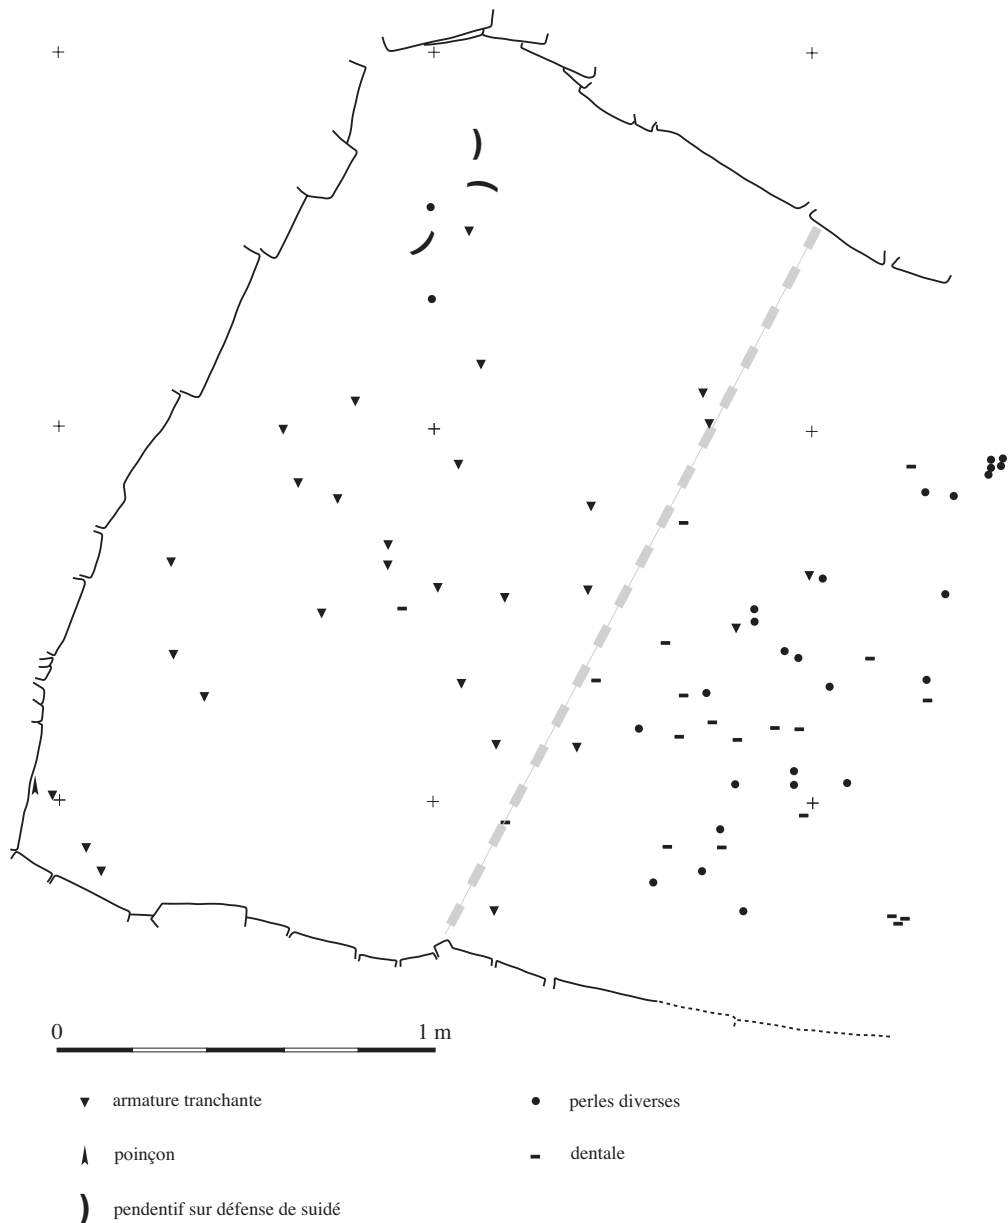 0 1 m
armature tranchante
perles diverses
poinçon
dentale
pendentif sur défense de suidé